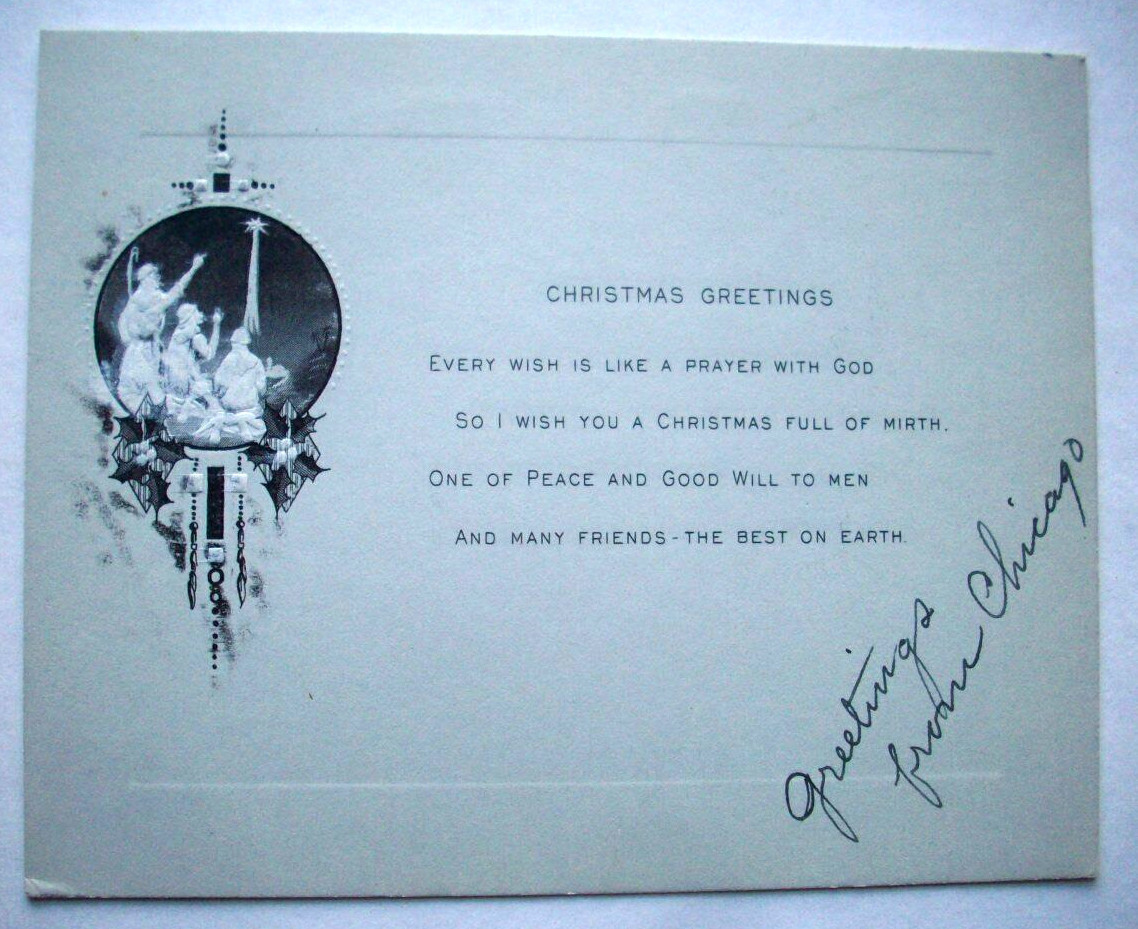 CHRISTMAS GREETINGS
EVERY WISH IS LIKE A PRAYER WITH GOD
SO I WISH YOU A CHRISTMAS FULL OF MIRTH.
ONE OF PEACE AND GOOD WILL TO MEN
AND MANY FRIENDS - THE BEST ON EARTH.
Greetings
from Chicago